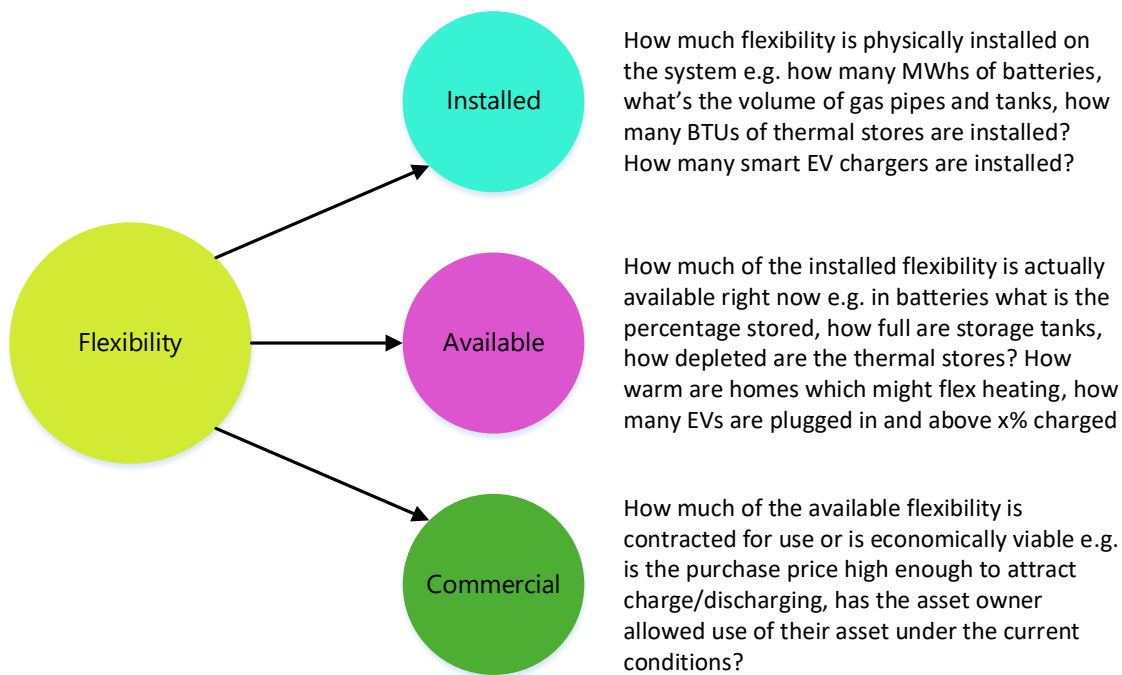 How much flexibility is physically installed on
the system e.g. how many MWhs of batteries,
what's the volume of gas pipes and tanks, how
many BTUs of thermal stores are installed?
How many smart EV chargers are installed?
Installed
How much of the installed flexibility is actually
available right now e.g. in batteries what is the
percentage stored, how full are storage tanks,
how depleted are the thermal stores? How
warm are homes which might flex heating, how
many EVs are plugged in and above x% charged
Flexibility
Available
How much of the available flexibility is
contracted for use or is economically viable e.g.
is the purchase price high enough to attract
charge/discharging, has the asset owner
allowed use of their asset under the current
conditions?
Commercial